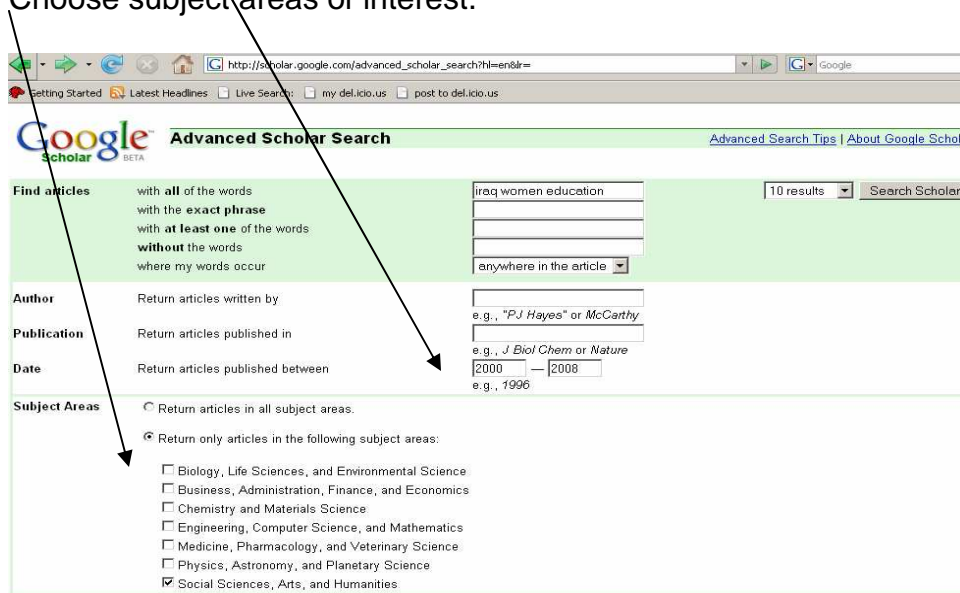 Choose subject areas of interest:
http://scholar.google.com/advanced_scholar_search?hl=en&lr=
G Google
Getting Started Latest Headlines Live Search: my del.icio.us post to del.icio.us
Google Scholar BETA
Advanced Scholar Search
Advanced Search Tips | About Google Schol
Find articles with all of the words iraq women education 10 results Search Scholar
with the exact phrase
with at least one of the words
without the words
where my words occur anywhere in the article
Author Return articles written by
e.g., "PJ Hayes" or McCarthy
Publication Return articles published in
e.g., J Biol Chem or Nature
Date Return articles published between 2000 — 2008
e.g., 1996
Subject Areas Return articles in all subject areas.
Return only articles in the following subject areas:
Biology, Life Sciences, and Environmental Science
Business, Administration, Finance, and Economics
Chemistry and Materials Science
Engineering, Computer Science, and Mathematics
Medicine, Pharmacology, and Veterinary Science
Physics, Astronomy, and Planetary Science
Social Sciences, Arts, and Humanities